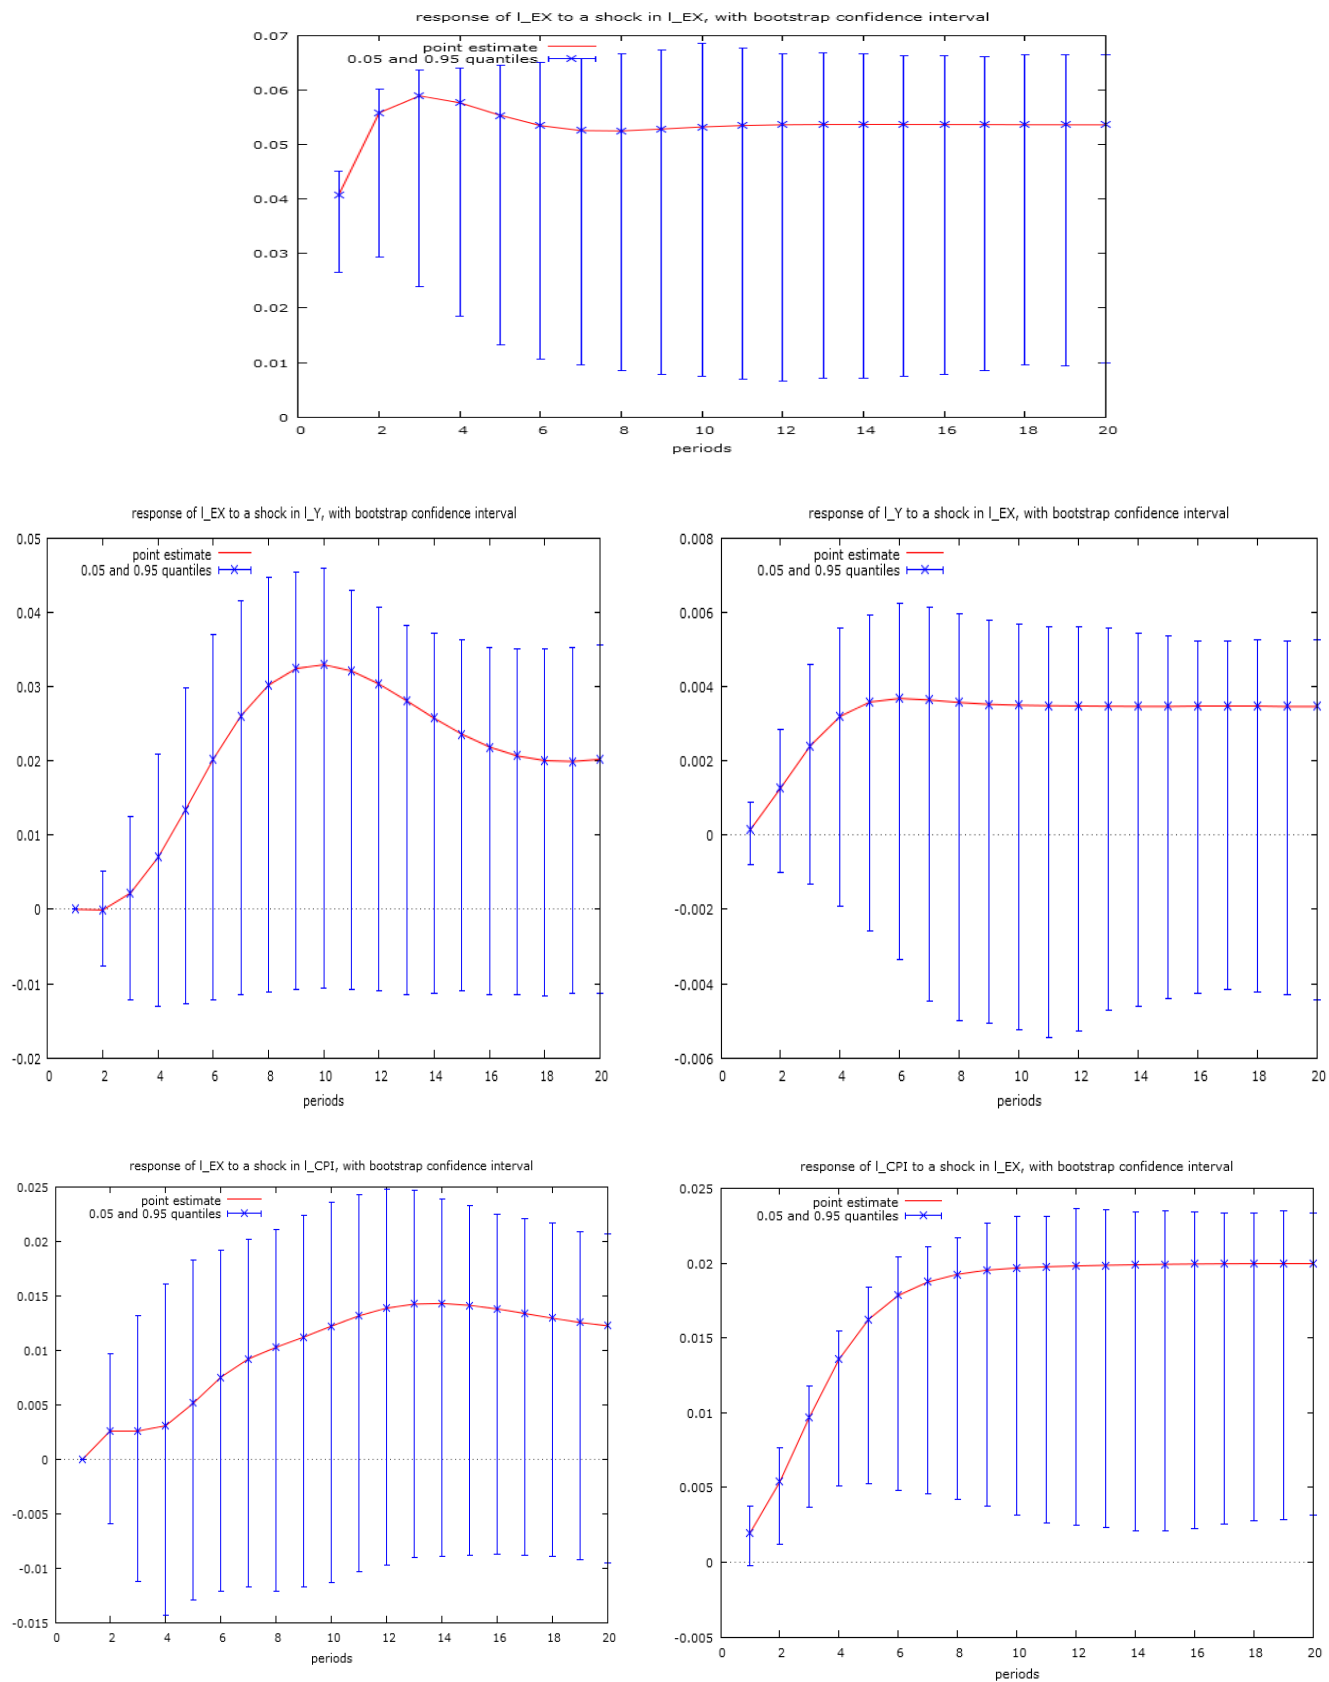 response of l_EX to a shock in l_EX, with bootstrap confidence interval
point estimate
0.05 and 0.95 quantiles
0.07
0.06
0.05
0.04
0.03
0.02
0.01
0
0 2 4 6 8 10 12 14 16 18 20
periods
response of l_EX to a shock in l_Y, with bootstrap confidence interval
point estimate
0.05 and 0.95 quantiles
0.05
0.04
0.03
0.02
0.01
0
-0.01
-0.02
0 2 4 6 8 10 12 14 16 18 20
periods
response of l_Y to a shock in l_EX, with bootstrap confidence interval
point estimate
0.05 and 0.95 quantiles
0.008
0.006
0.004
0.002
0
-0.002
-0.004
-0.006
0 2 4 6 8 10 12 14 16 18 20
periods
response of l_EX to a shock in l_CPI, with bootstrap confidence interval
point estimate
0.05 and 0.95 quantiles
0.025
0.02
0.015
0.01
0.005
0
-0.005
-0.01
-0.015
0 2 4 6 8 10 12 14 16 18 20
periods
response of l_CPI to a shock in l_EX, with bootstrap confidence interval
point estimate
0.05 and 0.95 quantiles
0.025
0.02
0.015
0.01
0.005
0
-0.005
0 2 4 6 8 10 12 14 16 18 20
periods